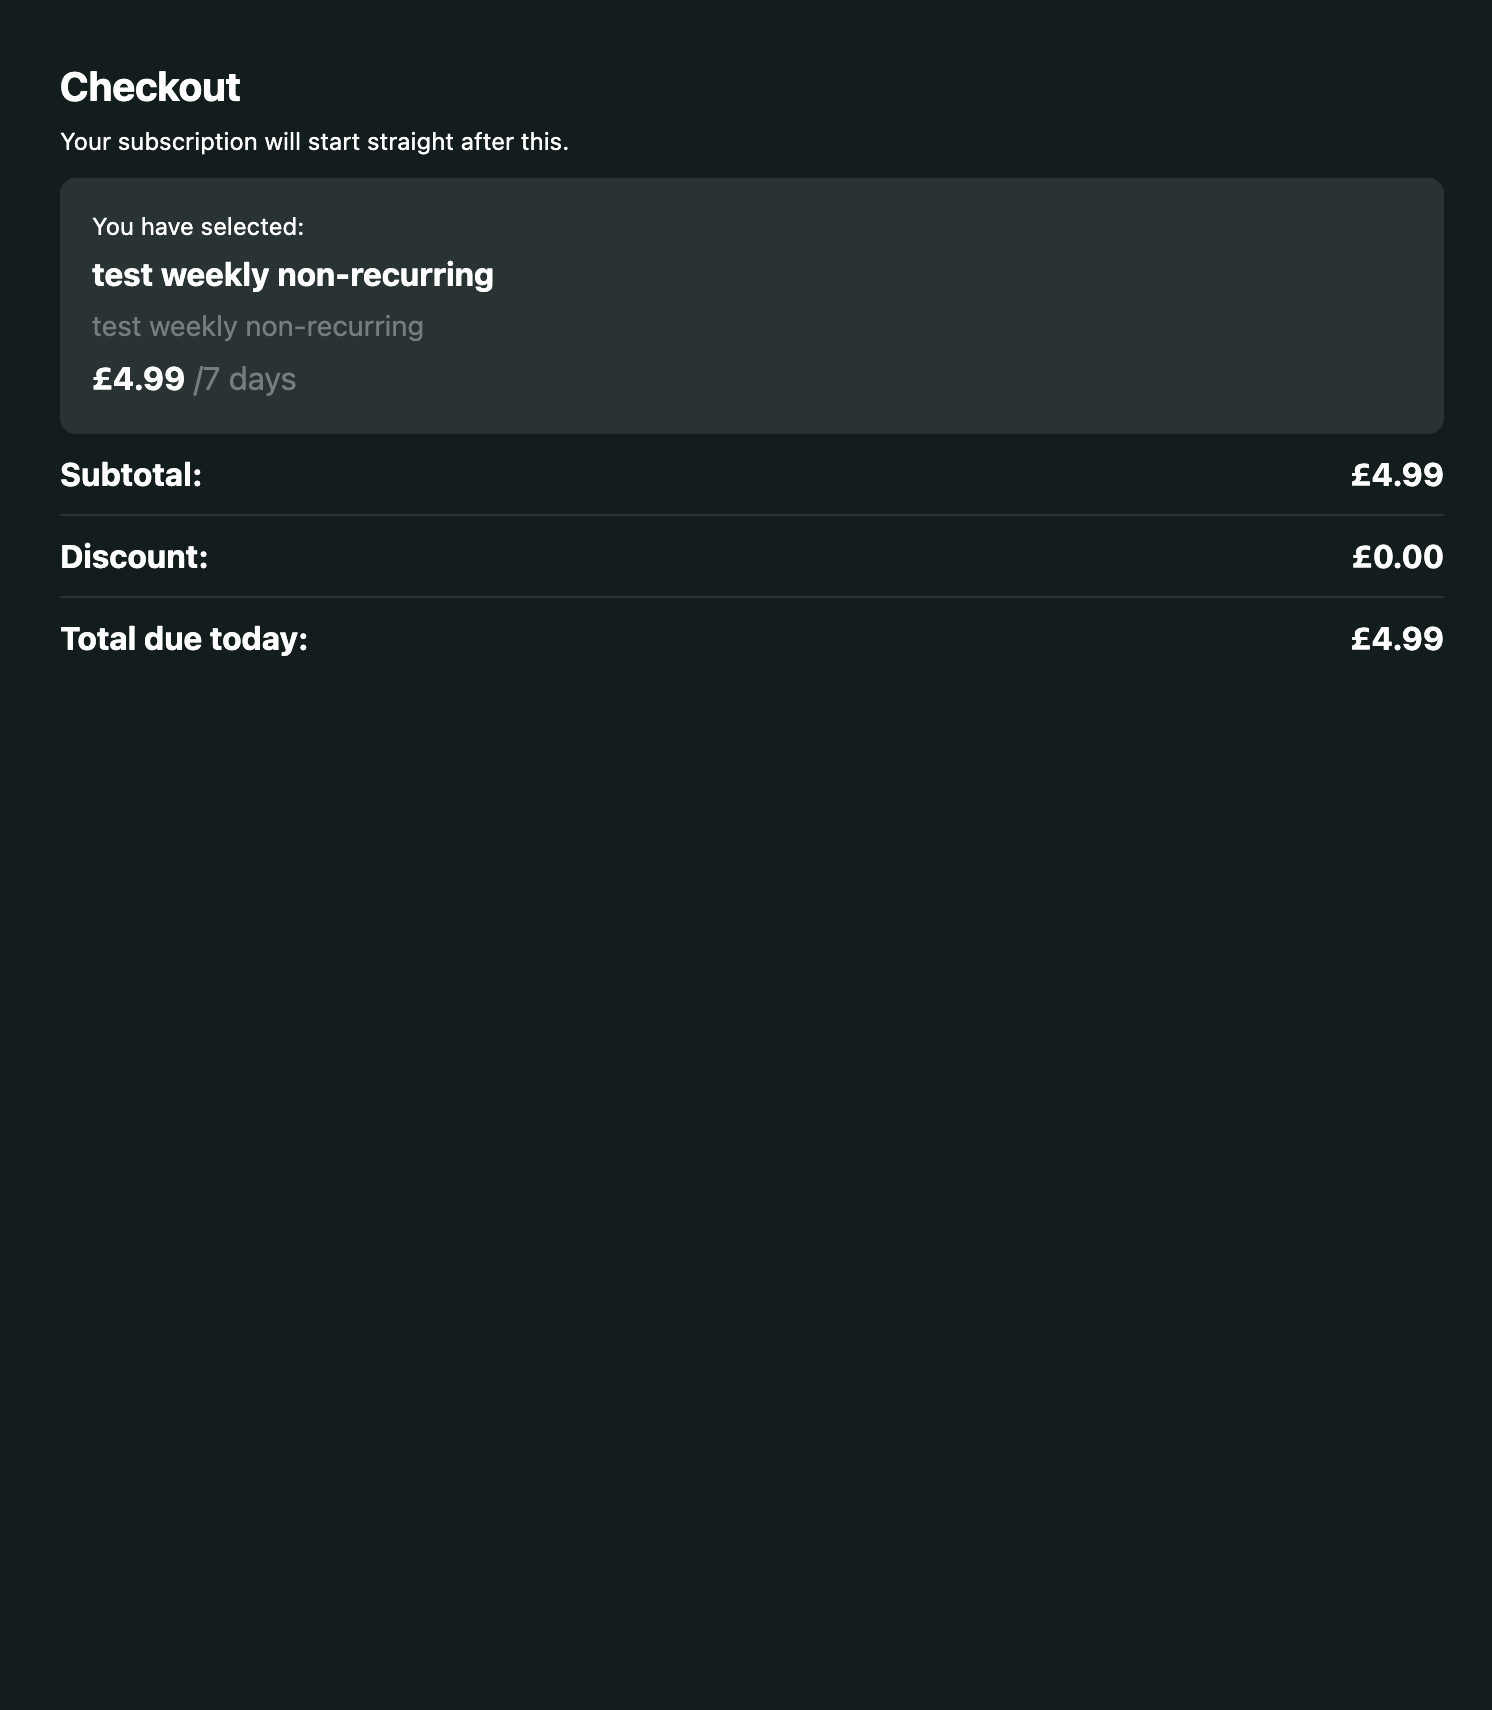 Checkout
Your subscription will start straight after this.
You have selected:
test weekly non-recurring
test weekly non-recurring
£4.99 /7 days
Subtotal: £4.99
Discount: £0.00
Total due today: £4.99